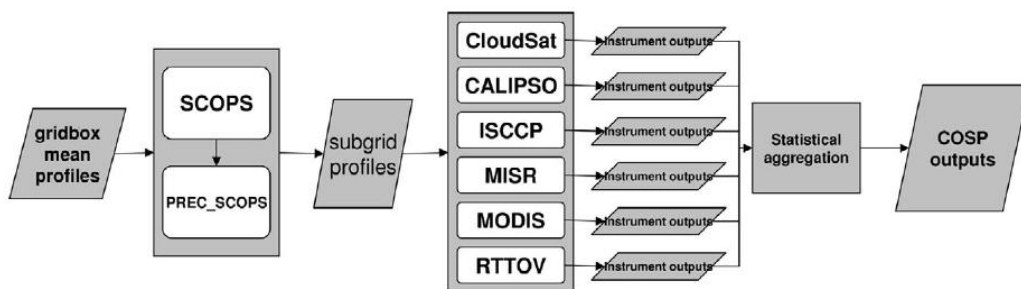 gridbox
mean
profiles
SCOPS
PREC_SCOPS
subgrid
profiles
CloudSat
Instrument outputs
CALIPSO
Instrument outputs
ISCCP
Instrument outputs
MISR
Instrument outputs
MODIS
Instrument outputs
RTTOV
Instrument outputs
Statistical
aggregation
COSP
outputs